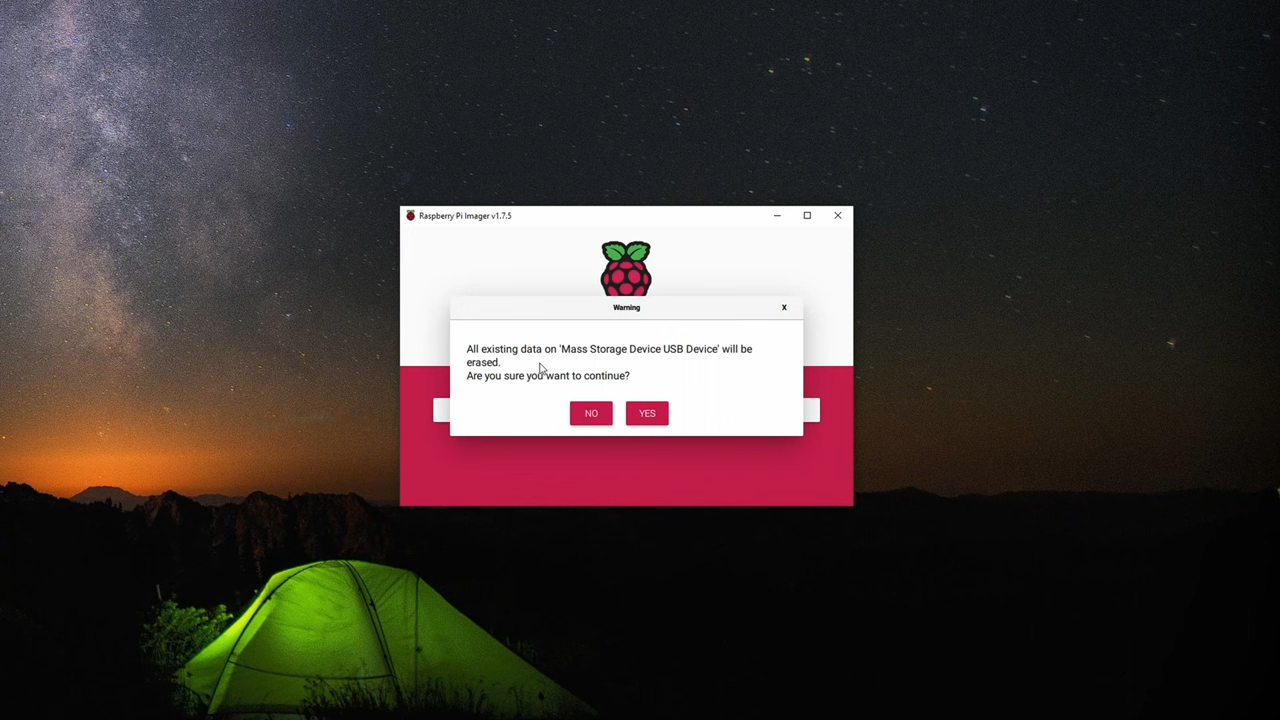 Raspberry Pi Imager v1.7.5
Warning
X
All existing data on 'Mass Storage Device USB Device' will be
erased.
Are you sure you want to continue?
NO YES